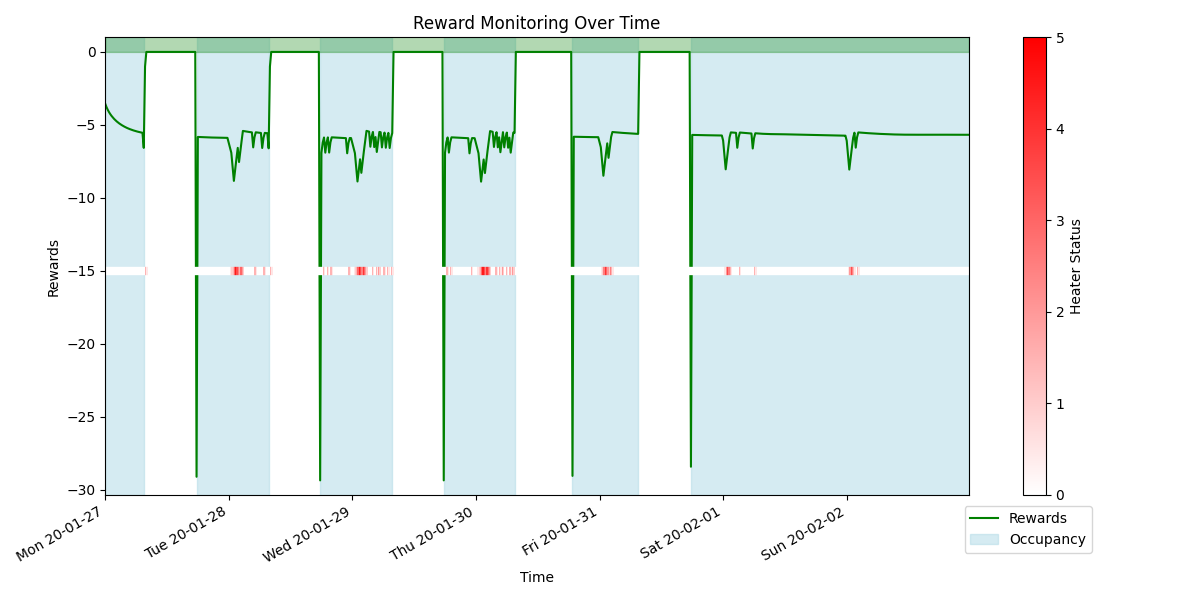 Reward Monitoring Over Time
Rewards
0
−5
−10
−15
−20
−25
−30
Mon 20-01-27
Tue 20-01-28
Wed 20-01-29
Thu 20-01-30
Fri 20-01-31
Sat 20-02-01
Sun 20-02-02
Time
5
4
3
2
1
0
Heater Status
Rewards
Occupancy